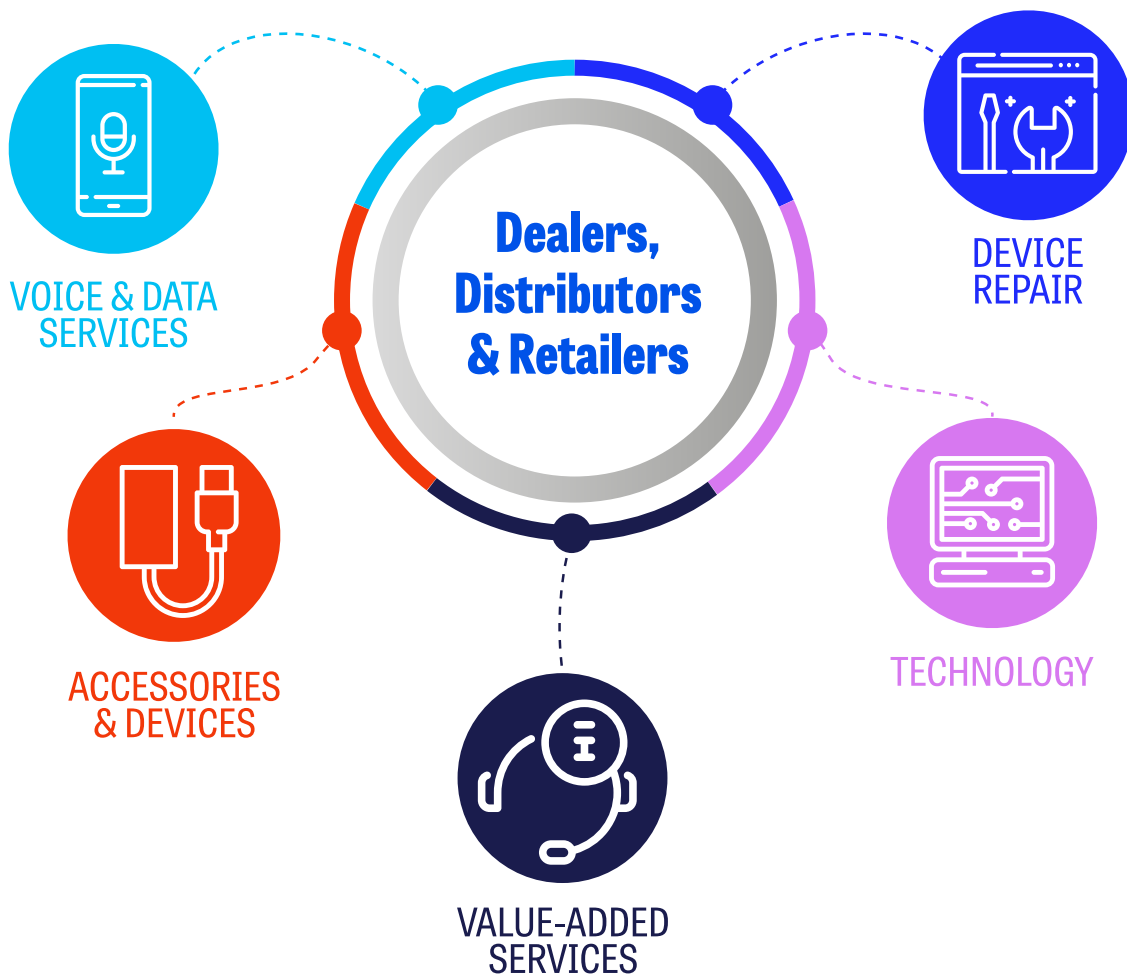 Dealers,
Distributors
& Retailers
VOICE & DATA
SERVICES
DEVICE
REPAIR
ACCESSORIES
& DEVICES
TECHNOLOGY
VALUE-ADDED
SERVICES